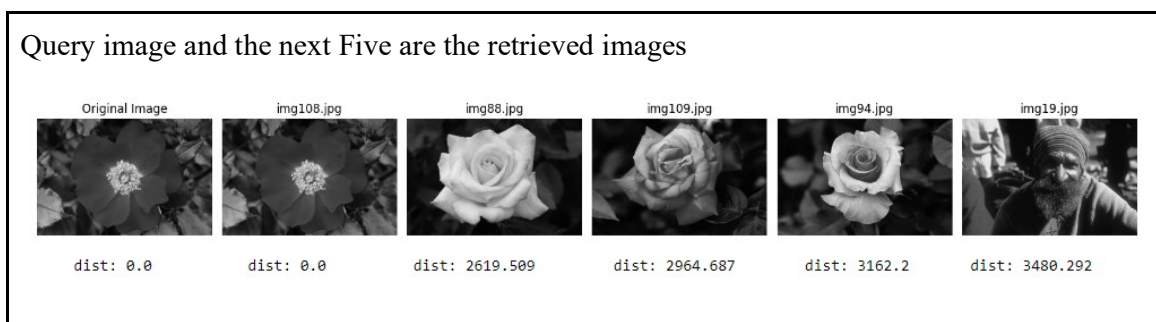 Query image and the next Five are the retrieved images
Original Image img108.jpg img88.jpg img109.jpg img94.jpg img19.jpg
dist: 0.0 dist: 0.0 dist: 2619.509 dist: 2964.687 dist: 3162.2 dist: 3480.292